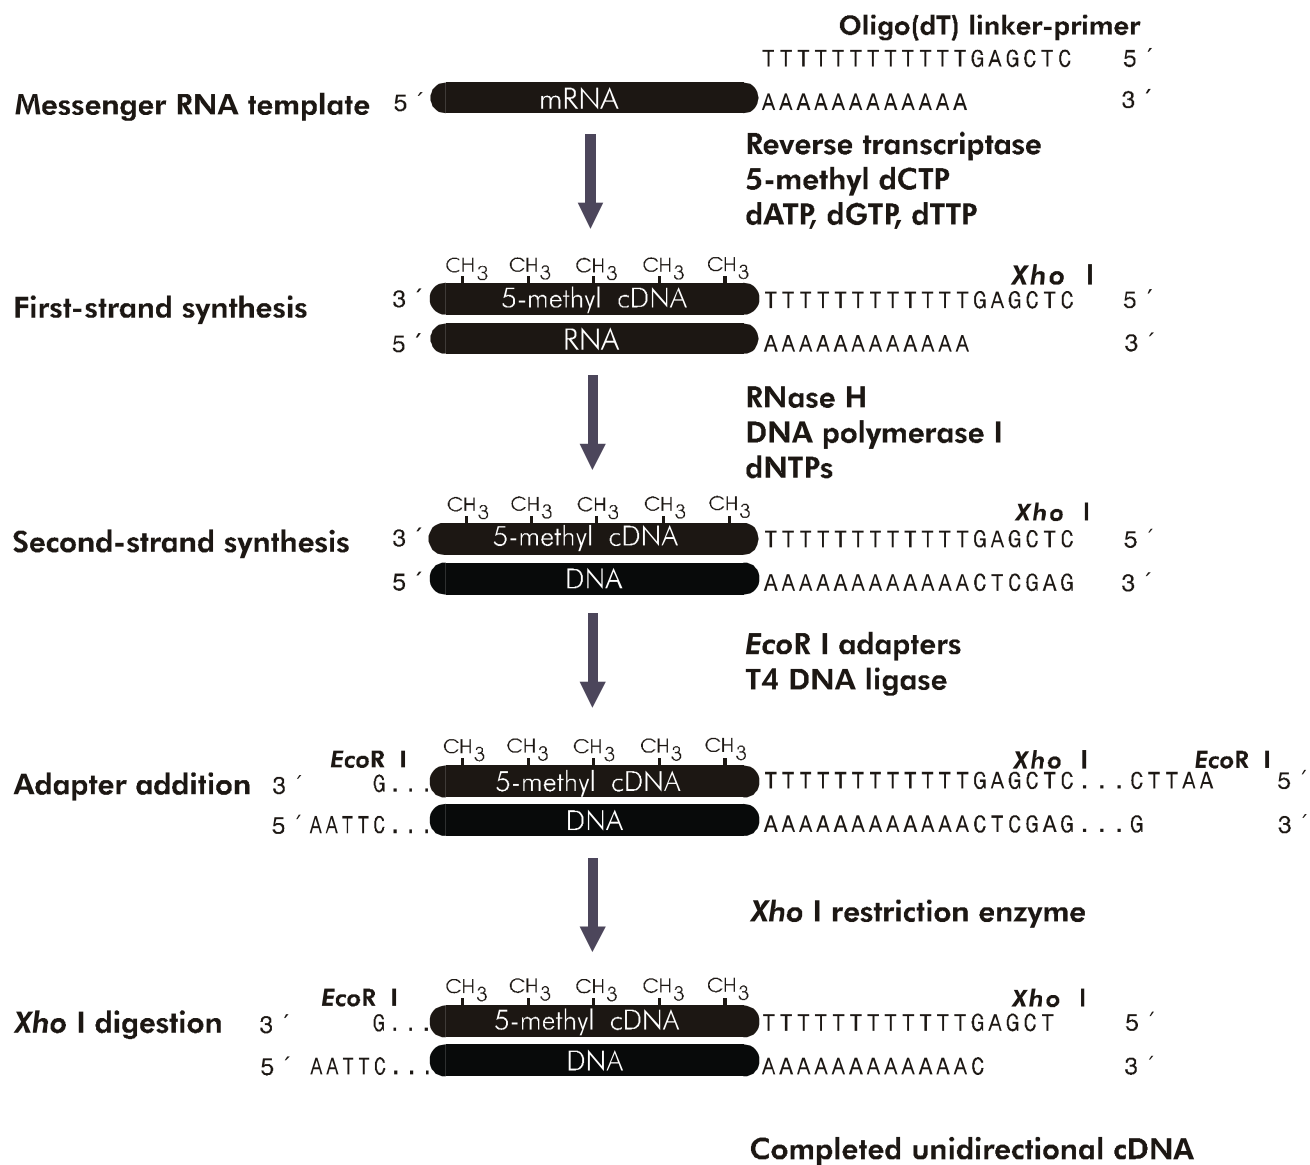 Oligo(dT) linker-primer
TTTTTTTTTTTTGAGCTC 5´
Messenger RNA template 5´ mRNA AAAAAAAAAAAA 3´
Reverse transcriptase
5-methyl dCTP
dATP, dGTP, dTTP
CH3 CH3 CH3 CH3 CH3 Xho I
First-strand synthesis 3´ 5-methyl cDNA TTTTTTTTTTTTGAGCTC 5´
5´ RNA AAAAAAAAAAAA 3´
RNase H
DNA polymerase I
dNTPs
CH3 CH3 CH3 CH3 CH3 Xho I
Second-strand synthesis 3´ 5-methyl cDNA TTTTTTTTTTTTGAGCTC 5´
5´ DNA AAAAAAAAAAAACTCGAG 3´
EcoR I adapters
T4 DNA ligase
EcoR I CH3 CH3 CH3 CH3 CH3 Xho I EcoR I
Adapter addition 3´ G... 5-methyl cDNA TTTTTTTTTTTTGAGCTC...CTTAA 5´
5´ AATTC... DNA AAAAAAAAAAAACTCGAG...G 3´
Xho I restriction enzyme
EcoR I CH3 CH3 CH3 CH3 CH3 Xho I
Xho I digestion 3´ G... 5-methyl cDNA TTTTTTTTTTTTGAGCT 5´
5´ AATTC... DNA AAAAAAAAAAAAC 3´
Completed unidirectional cDNA